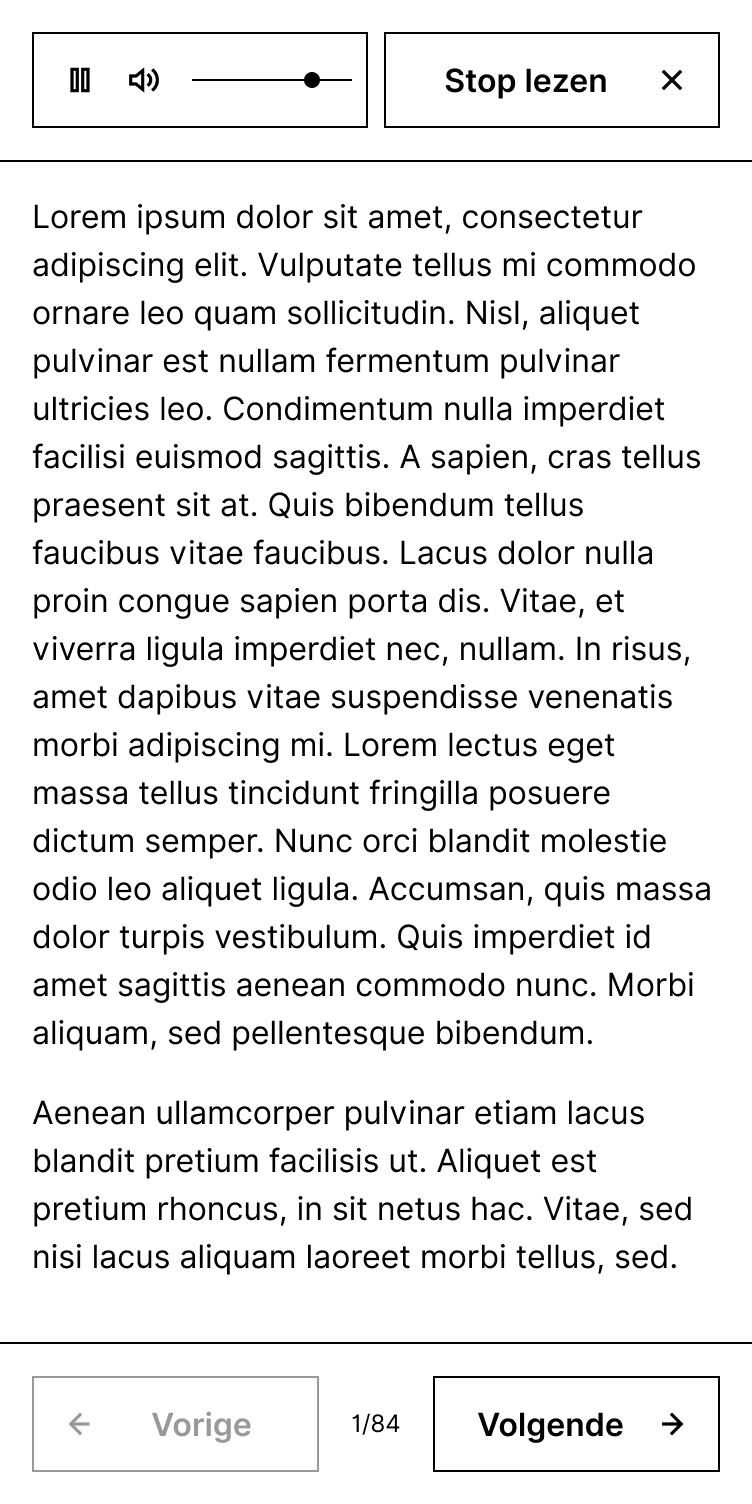 Stop lezen
Lorem ipsum dolor sit amet, consectetur
adipiscing elit. Vulputate tellus mi commodo
ornare leo quam sollicitudin. Nisl, aliquet
pulvinar est nullam fermentum pulvinar
ultricies leo. Condimentum nulla imperdiet
facilisi euismod sagittis. A sapien, cras tellus
praesent sit at. Quis bibendum tellus
faucibus vitae faucibus. Lacus dolor nulla
proin congue sapien porta dis. Vitae, et
viverra ligula imperdiet nec, nullam. In risus,
amet dapibus vitae suspendisse venenatis
morbi adipiscing mi. Lorem lectus eget
massa tellus tincidunt fringilla posuere
dictum semper. Nunc orci blandit molestie
odio leo aliquet ligula. Accumsan, quis massa
dolor turpis vestibulum. Quis imperdiet id
amet sagittis aenean commodo nunc. Morbi
aliquam, sed pellentesque bibendum.
Aenean ullamcorper pulvinar etiam lacus
blandit pretium facilisis ut. Aliquet est
pretium rhoncus, in sit netus hac. Vitae, sed
nisi lacus aliquam laoreet morbi tellus, sed.
Vorige 1/84 Volgende